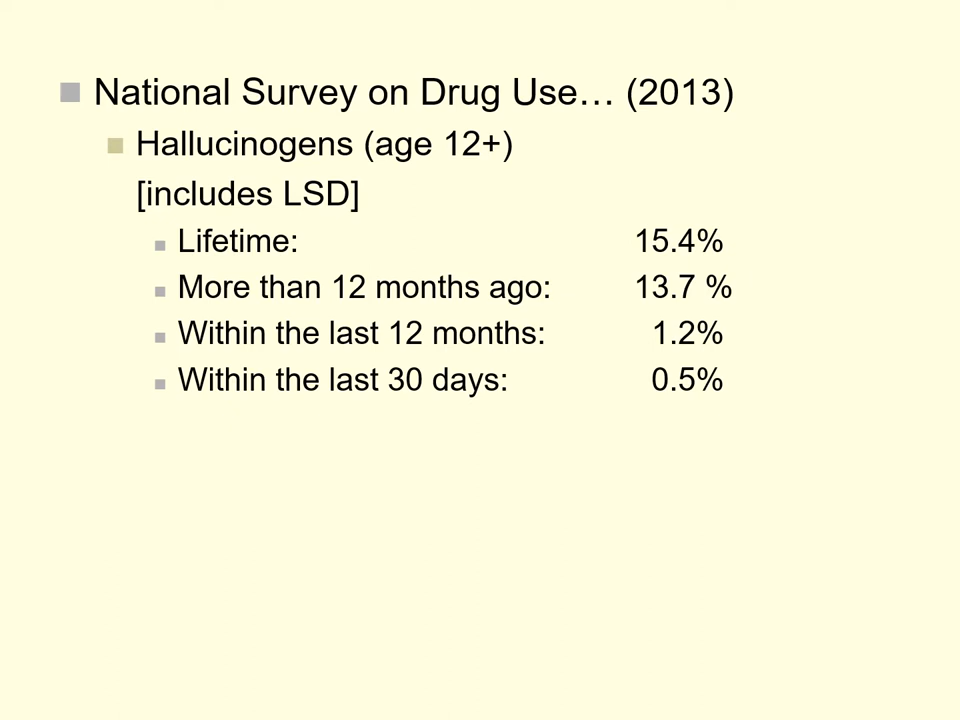 National Survey on Drug Use… (2013)
Hallucinogens (age 12+)
[includes LSD]
Lifetime: 15.4%
More than 12 months ago: 13.7 %
Within the last 12 months: 1.2%
Within the last 30 days: 0.5%